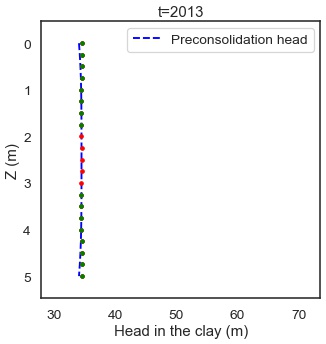 t=2013
Preconsolidation head
0
1
2
3
4
5
Z (m)
30 40 50 60 70
Head in the clay (m)